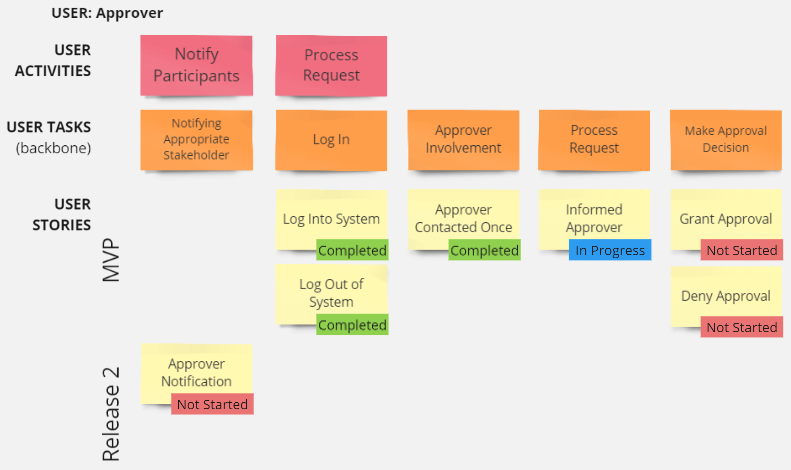 USER: Approver
USER
ACTIVITIES
Notify
Participants
Process
Request
USER TASKS
(backbone)
Notifying
Appropriate
Stakeholder
Log In
Approver
Involvement
Process
Request
Make Approval
Decision
USER
STORIES
MVP
Log Into System
Completed
Approver
Contacted Once
Completed
Informed
Approver
In Progress
Grant Approval
Not Started
Log Out of
System
Completed
Deny Approval
Not Started
Release 2
Approver
Notification
Not Started